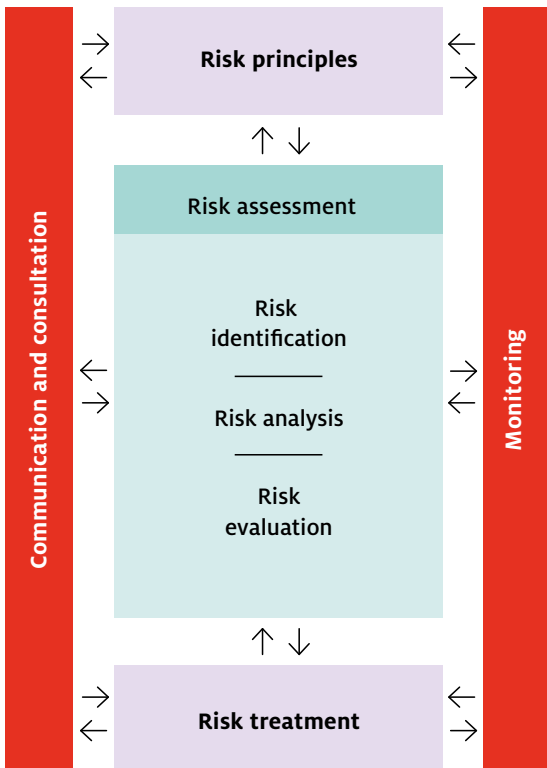 Risk principles
Communication and consultation
Risk assessment
Risk
identification
Risk analysis
Risk
evaluation
Monitoring
Risk treatment